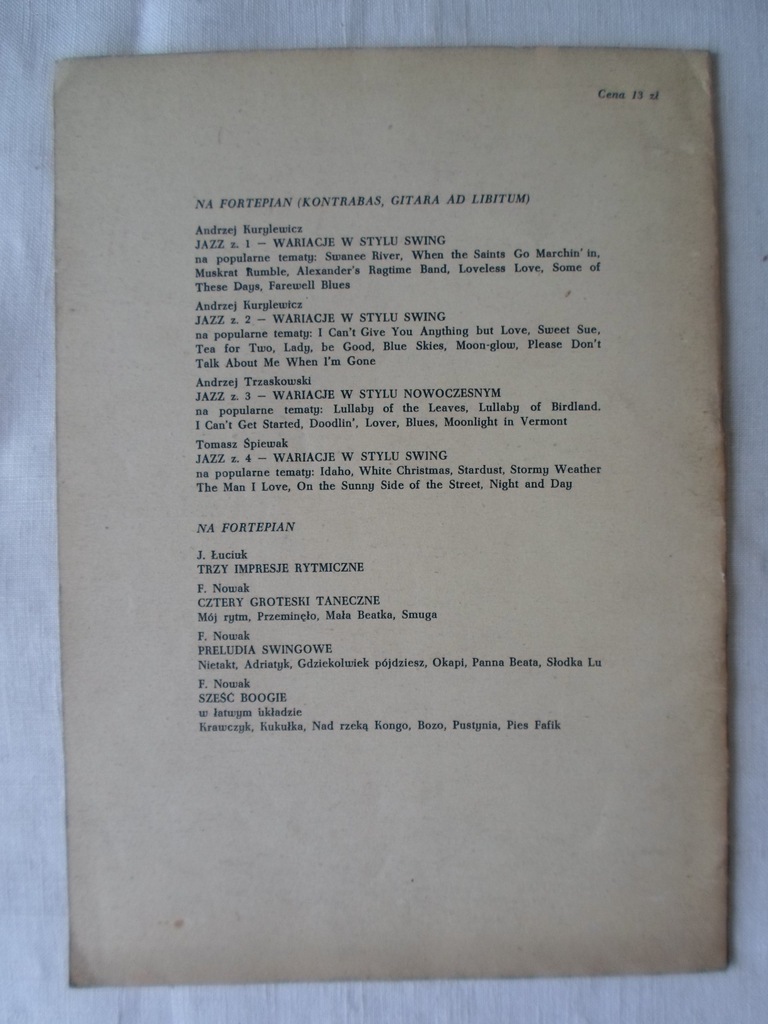 Cena 13 zł
NA FORTEPIAN (KONTRABAS, GITARA AD LIBITUM)
Andrzej Kurylewicz
JAZZ z. 1 — WARIACJE W STYLU SWING
na popularne tematy: Swanee River, When the Saints Go Marchin' in,
Muskrat Rumble, Alexander's Ragtime Band, Loveless Love, Some of
These Days, Farewell Blues
Andrzej Kurylewicz
JAZZ z. 2 — WARIACJE W STYLU SWING
na popularne tematy: I Can't Give You Anything but Love, Sweet Sue,
Tea for Two, Lady, be Good, Blue Skies, Moon-glow, Please Don't
Talk About Me When I'm Gone
Andrzej Trzaskowski
JAZZ z. 3 — WARIACJE W STYLU NOWOCZESNYM
na popularne tematy: Lullaby of the Leaves, Lullaby of Birdland.
I Can't Get Started, Doodlin', Lover, Blues, Moonlight in Vermont
Tomasz Śpiewak
JAZZ z. 4 — WARIACJE W STYLU SWING
na popularne tematy: Idaho, White Christmas, Stardust, Stormy Weather
The Man I Love, On the Sunny Side of the Street, Night and Day
NA FORTEPIAN
J. Łuciuk
TRZY IMPRESJE RYTMICZNE
F. Nowak
CZTERY GROTESKI TANECZNE
Mój rytm, Przeminęło, Mała Beatka, Smuga
F. Nowak
PRELUDIA SWINGOWE
Nietakt, Adriatyk, Gdziekolwiek pójdziesz, Okapi, Panna Beata, Słodka Lu
F. Nowak
SZEŚĆ BOOGIE
w łatwym układzie
Krawczyk, Kukułka, Nad rzeką Kongo, Bozo, Pustynia, Pies Fafik